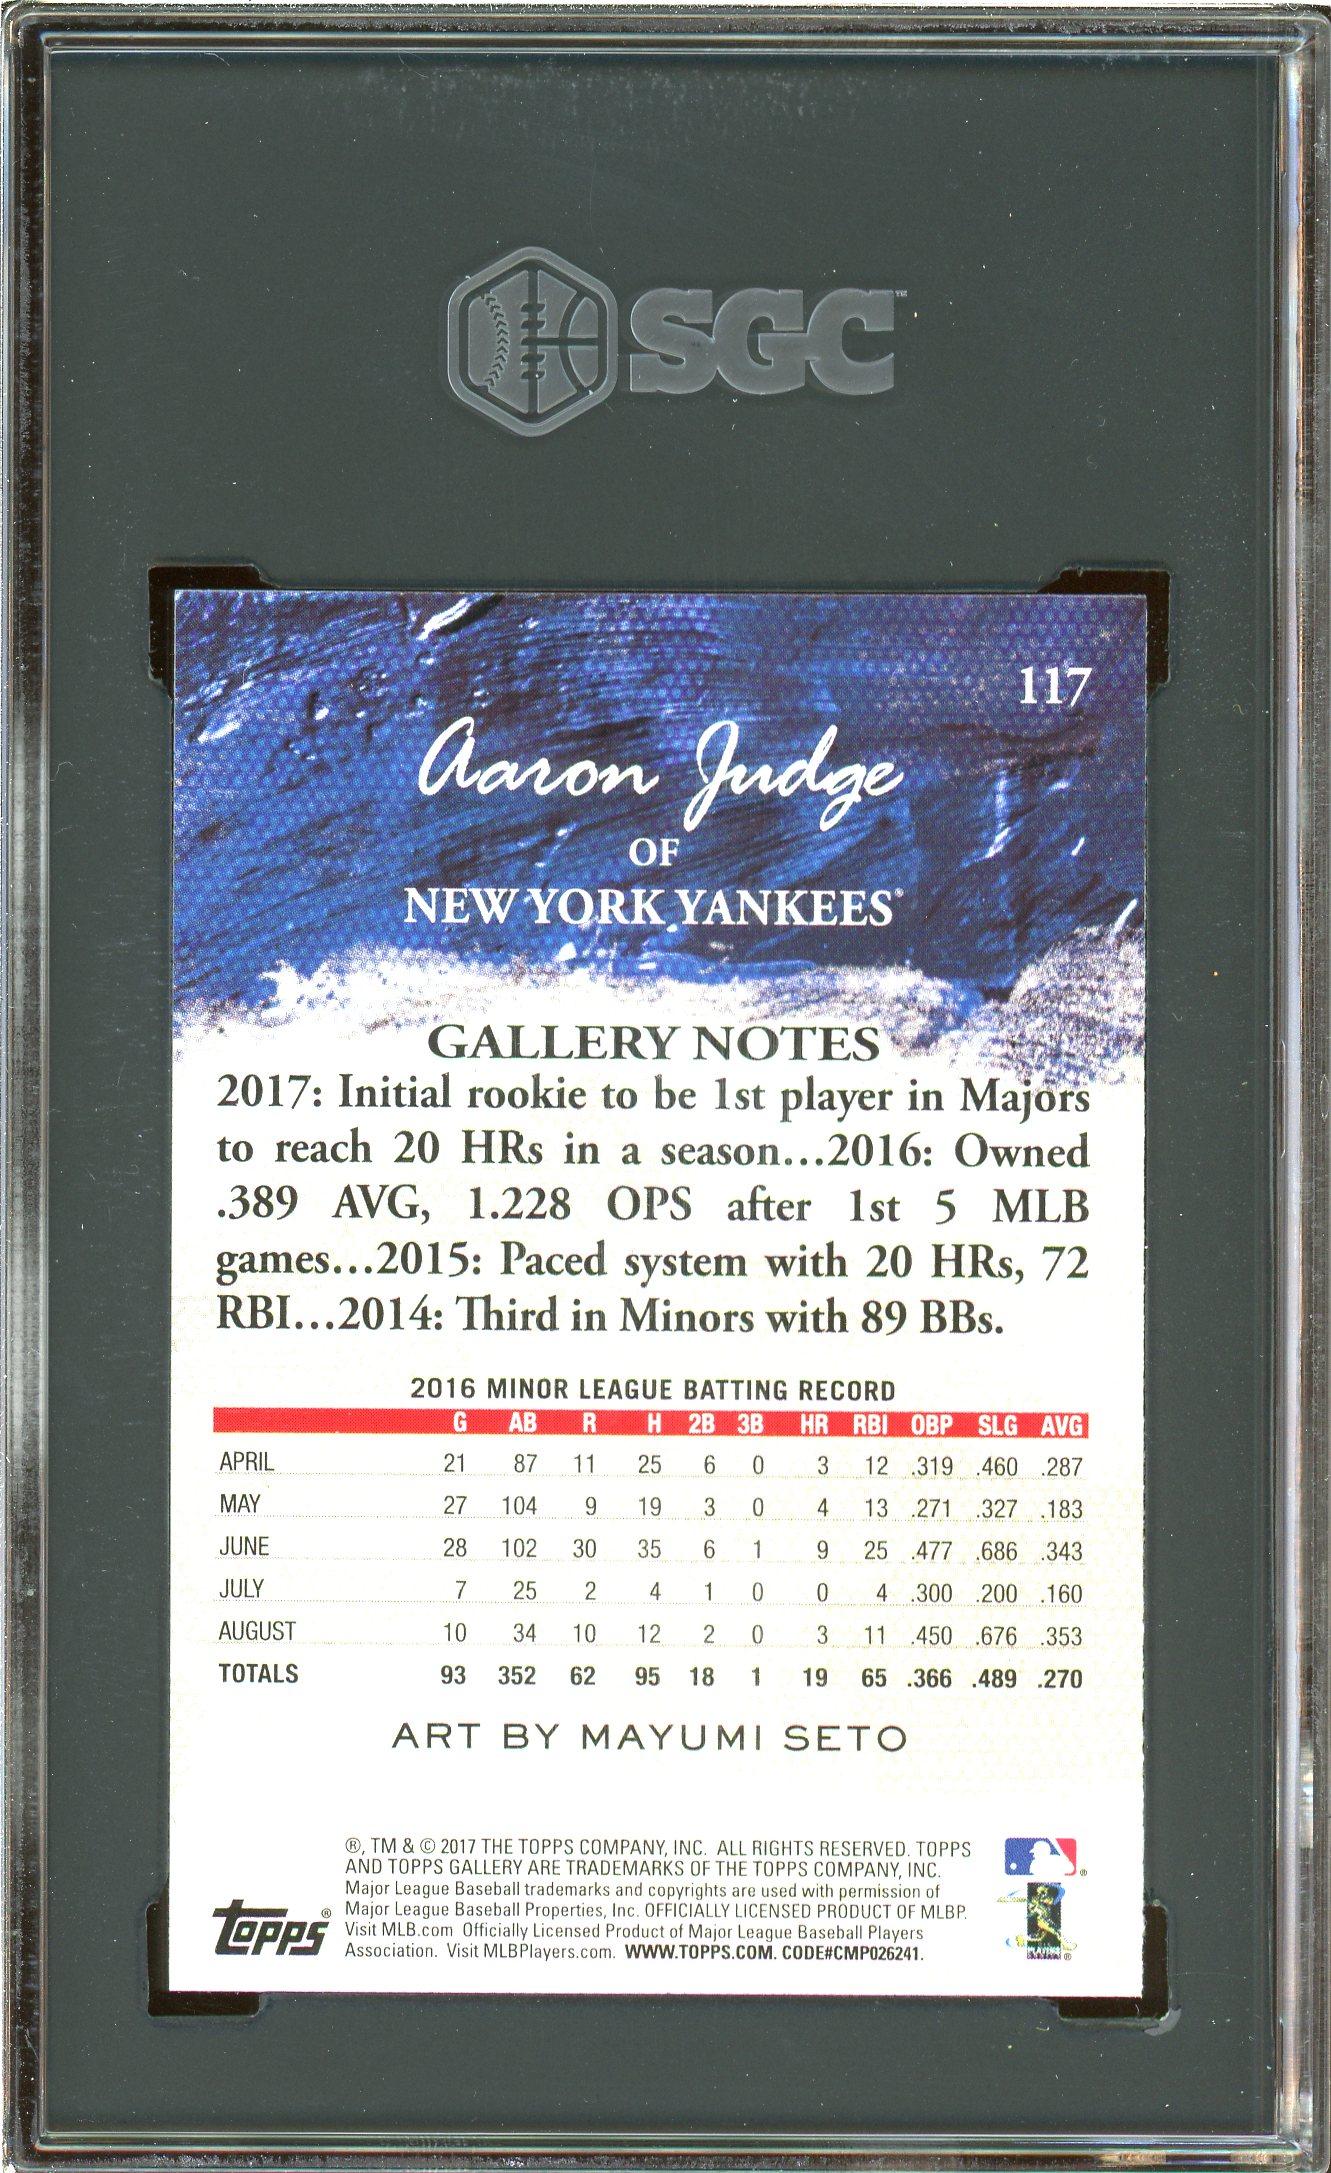 SGC™
117
Aaron Judge
OF
NEW YORK YANKEES®
GALLERY NOTES
2017: Initial rookie to be 1st player in Majors
to reach 20 HRs in a season...2016: Owned
.389 AVG, 1.228 OPS after 1st 5 MLB
games...2015: Paced system with 20 HRs, 72
RBI...2014: Third in Minors with 89 BBs.
2016 MINOR LEAGUE BATTING RECORD
G AB R H 2B 3B HR RBI OBP SLG AVG
APRIL 21 87 11 25 6 0 3 12 .319 .460 .287
MAY 27 104 9 19 3 0 4 13 .271 .327 .183
JUNE 28 102 30 35 6 1 9 25 .477 .686 .343
JULY 7 25 2 4 1 0 0 4 .300 .200 .160
AUGUST 10 34 10 12 2 0 3 11 .450 .676 .353
TOTALS 93 352 62 95 18 1 19 65 .366 .489 .270
ART BY MAYUMI SETO
®, TM & © 2017 THE TOPPS COMPANY, INC. ALL RIGHTS RESERVED. TOPPS
AND TOPPS GALLERY ARE TRADEMARKS OF THE TOPPS COMPANY, INC.
Major League Baseball trademarks and copyrights are used with permission of
Major League Baseball Properties, Inc. OFFICIALLY LICENSED PRODUCT OF MLBP.
Visit MLB.com Officially Licensed Product of Major League Baseball Players
Association. Visit MLBPlayers.com. WWW.TOPPS.COM. CODE#CMP026241.
topps®
PLAYERS